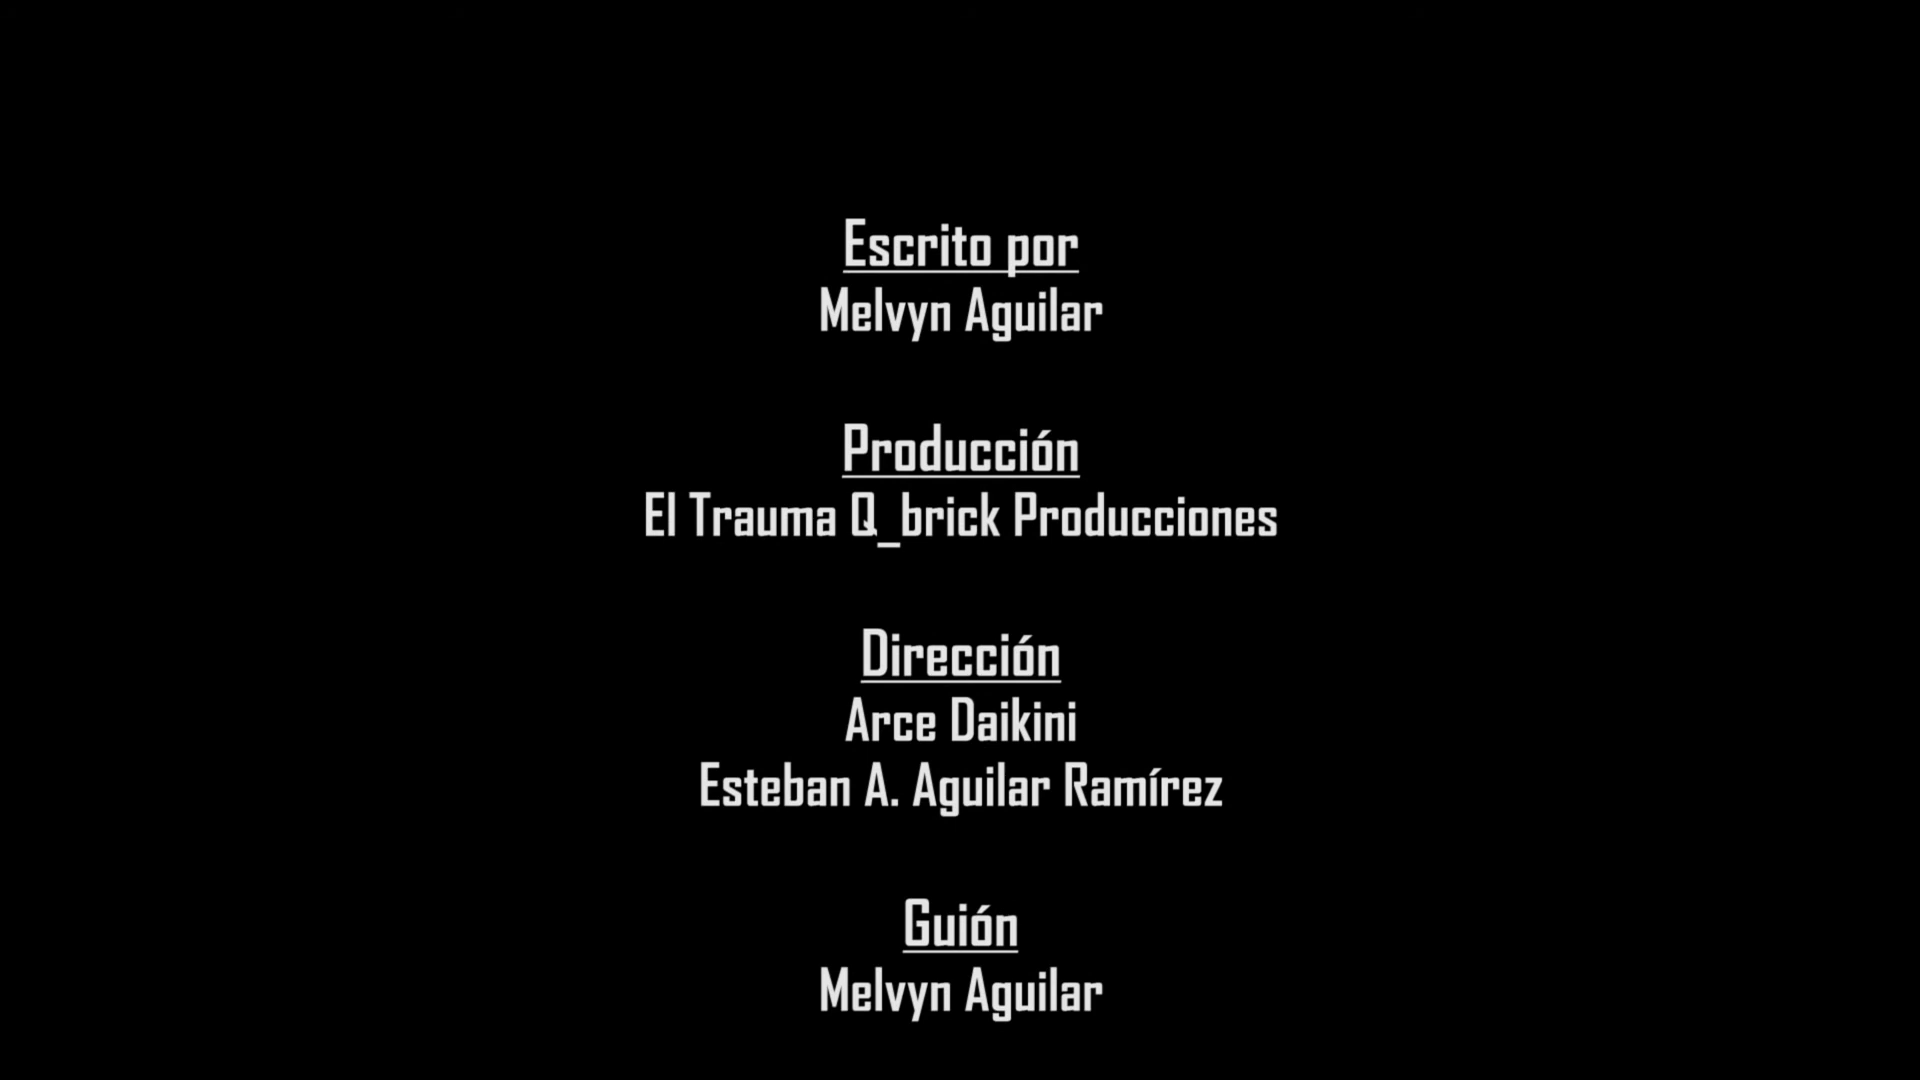 Escrito por
Melvyn Aguilar
Producción
El Trauma Q_brick Producciones
Dirección
Arce Daikini
Esteban A. Aguilar Ramírez
Guión
Melvyn Aguilar